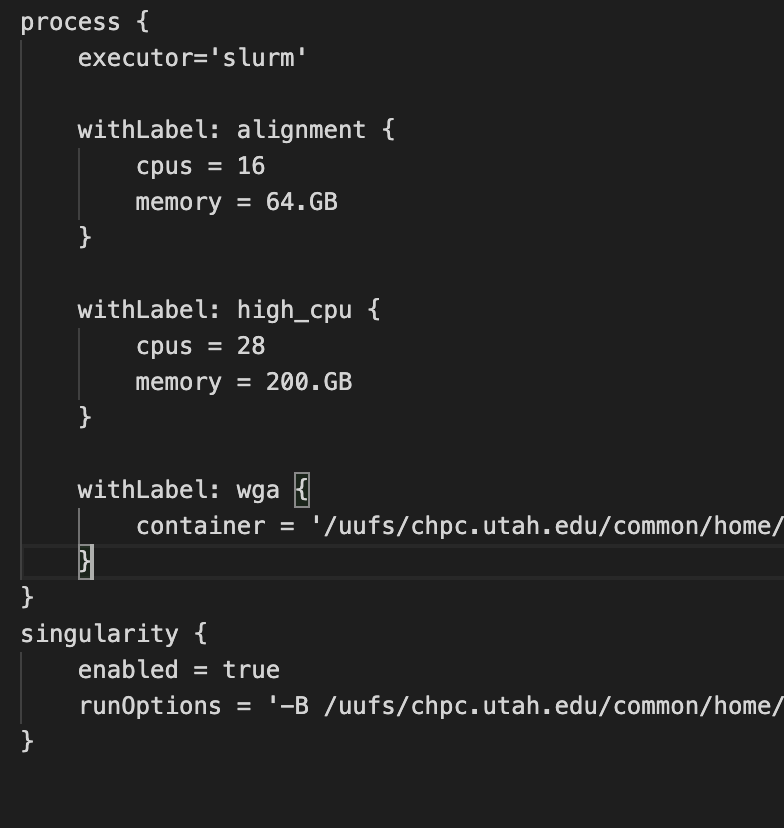 process {
    executor='slurm'

    withLabel: alignment {
        cpus = 16
        memory = 64.GB
    }

    withLabel: high_cpu {
        cpus = 28
        memory = 200.GB
    }

    withLabel: wga {
        container = '/uufs/chpc.utah.edu/common/home/
    }
}
singularity {
    enabled = true
    runOptions = '-B /uufs/chpc.utah.edu/common/home/
}